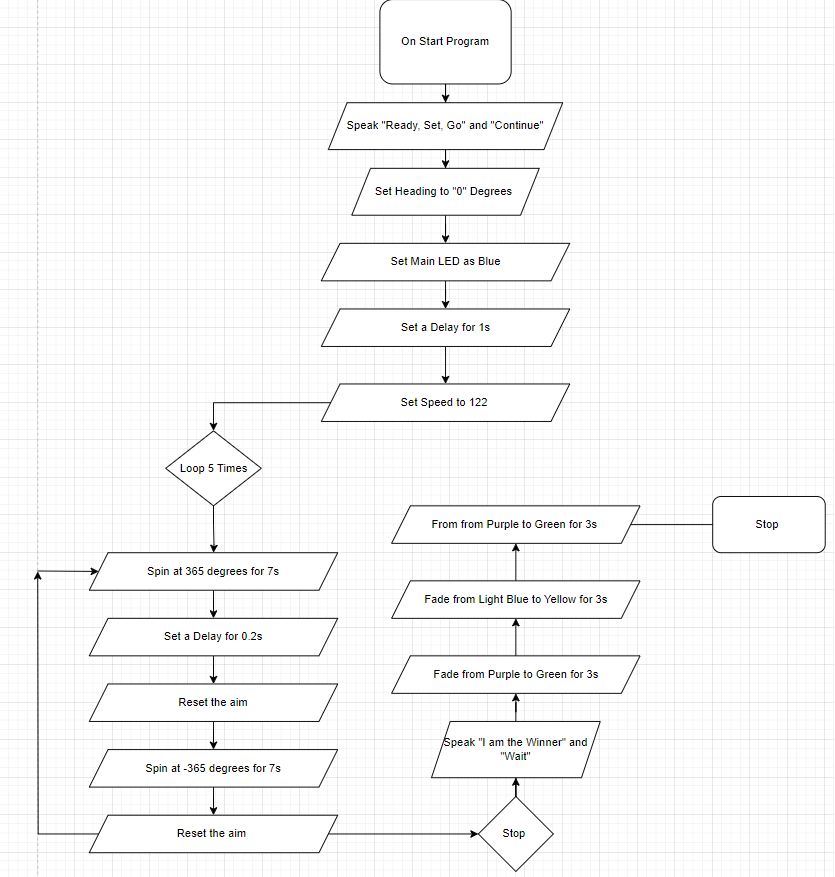 On Start Program
Speak "Ready, Set, Go" and "Continue"
Set Heading to "0" Degrees
Set Main LED as Blue
Set a Delay for 1s
Set Speed to 122
Loop 5 Times
Spin at 365 degrees for 7s
Set a Delay for 0.2s
Reset the aim
Spin at -365 degrees for 7s
Reset the aim
Stop
Speak "I am the Winner" and
"Wait"
Fade from Purple to Green for 3s
Fade from Light Blue to Yellow for 3s
From from Purple to Green for 3s
Stop